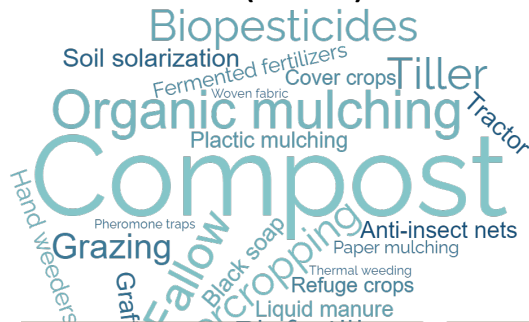 Biopesticides
Soil solarization
Fermented fertilizers
Cover crops
Tiller
Woven fabric
Organic mulching
Tractor
Plactic mulching
Compost
Hand weeders
Pheromone traps
Anti-insect nets
Grazing
Fallow
Black soap
Paper mulching
Thermal weeding
Refuge crops
Liquid manure